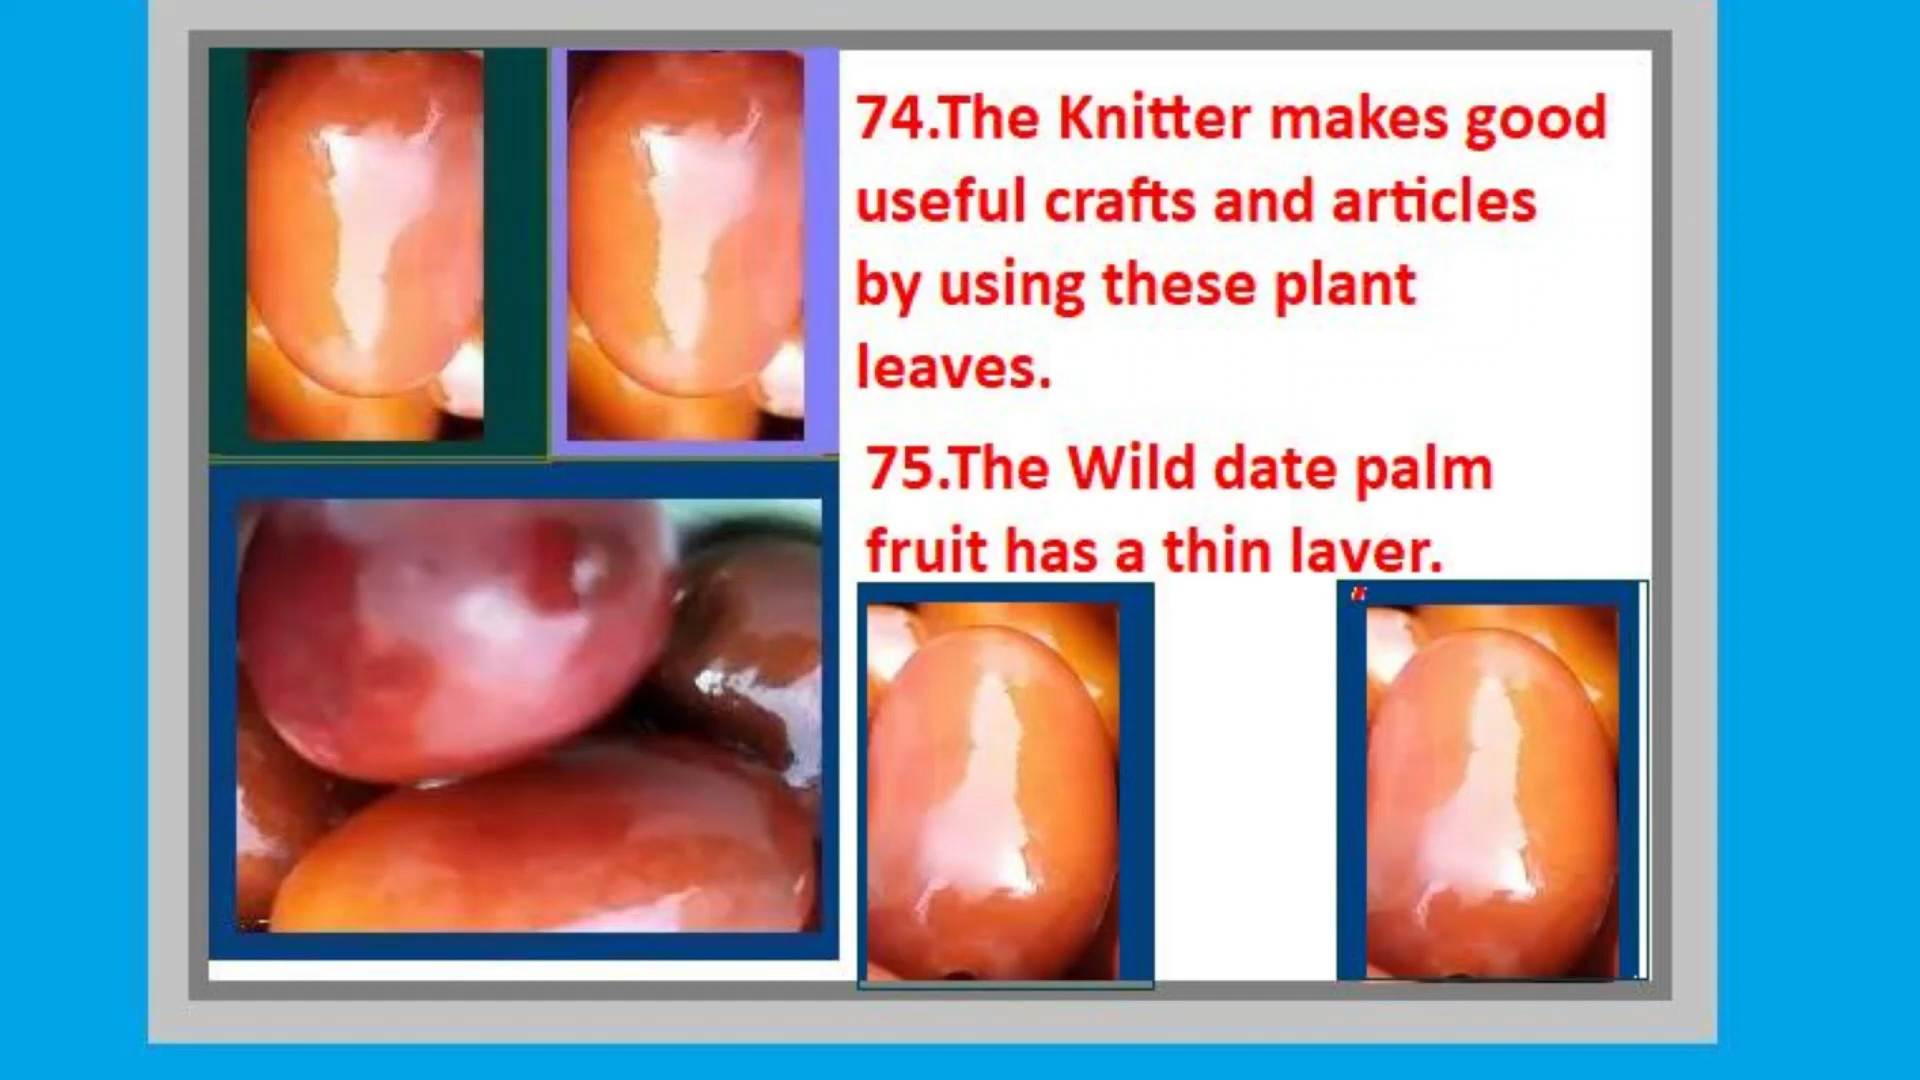 74.The Knitter makes good
useful crafts and articles
by using these plant
leaves.
75.The Wild date palm
fruit has a thin laver.